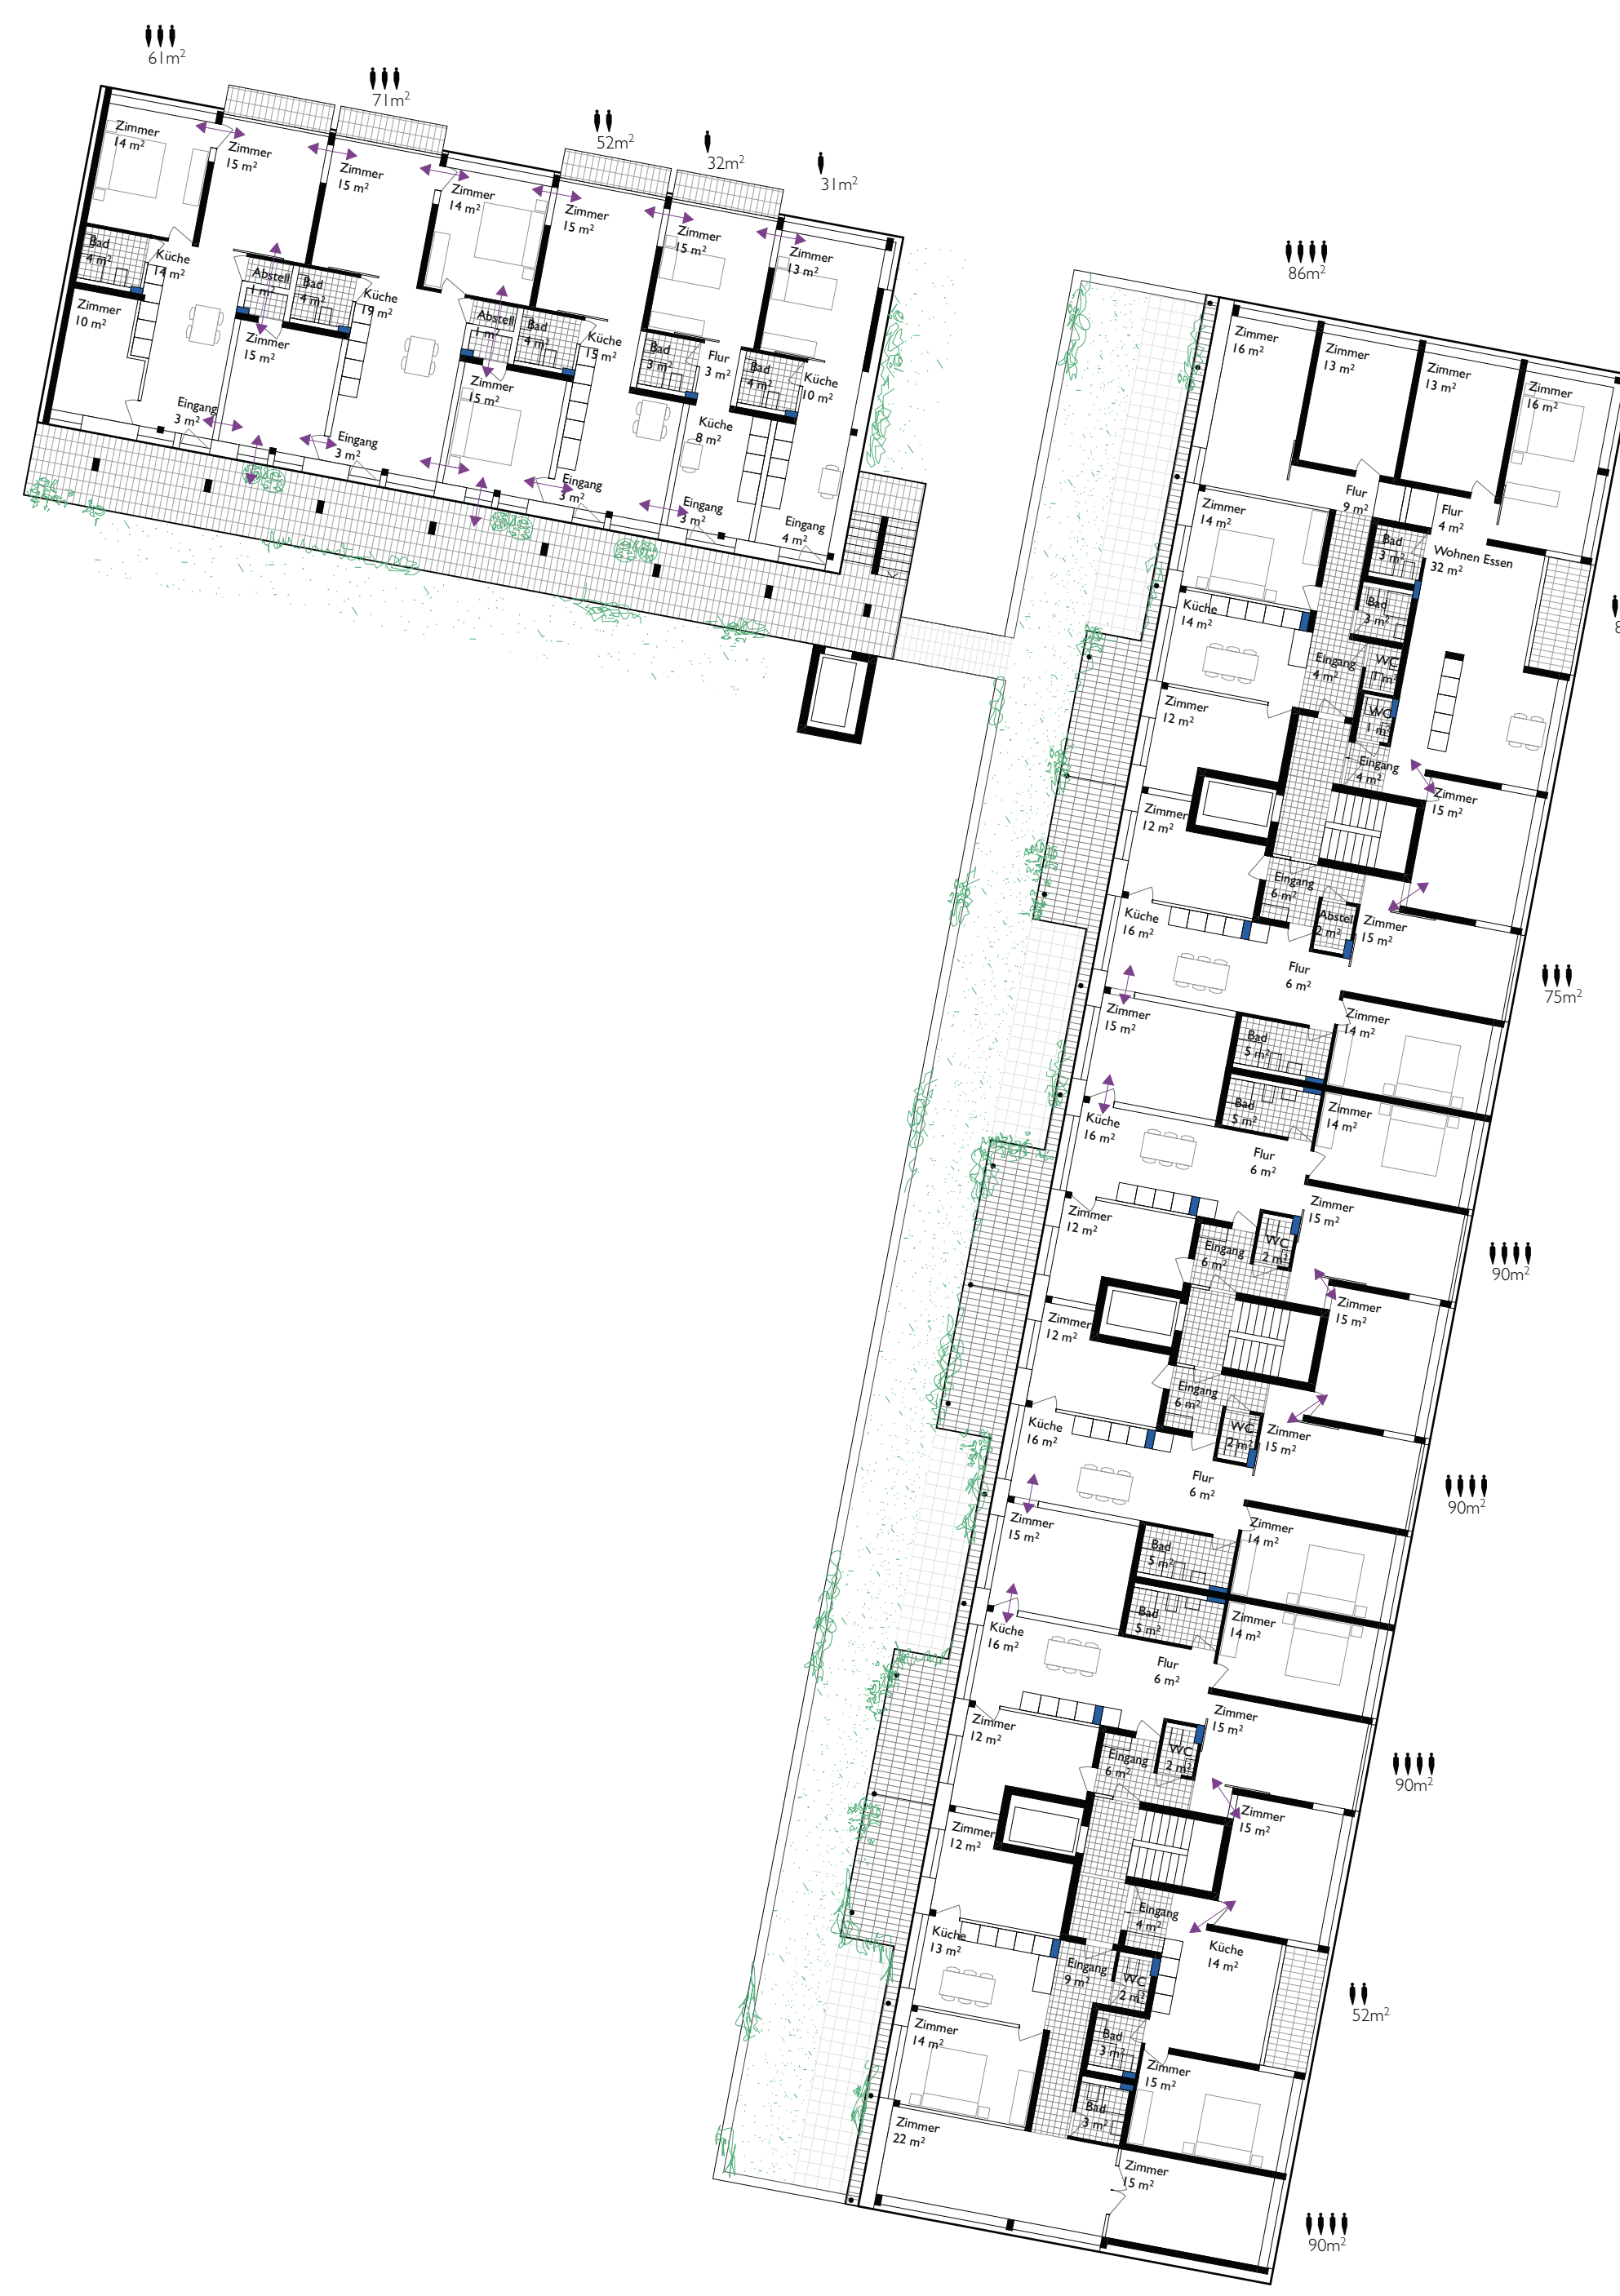 61m²
71m²
52m²
32m²
31m²
Zimmer
14 m²
Zimmer
15 m²
Zimmer
15 m²
Zimmer
14 m²
Zimmer
15 m²
Zimmer
15 m²
Zimmer
13 m²
Bad
4 m²
Küche
14 m²
Zimmer
10 m²
Abstell
1 m²
Bad
4 m²
Küche
19 m²
Zimmer
15 m²
Abstell
1 m²
Bad
4 m²
Küche
15 m²
Zimmer
15 m²
Bad
3 m²
Flur
3 m²
Bad
4 m²
Küche
10 m²
Küche
8 m²
Eingang
3 m²
Eingang
3 m²
Eingang
3 m²
Eingang
3 m²
Eingang
4 m²
86m²
Zimmer
16 m²
Zimmer
13 m²
Zimmer
13 m²
Zimmer
16 m²
Flur
9 m²
Flur
4 m²
Zimmer
14 m²
Bad
3 m²
Wohnen Essen
32 m²
Küche
14 m²
Bad
3 m²
8
Eingang
4 m²
WC
1 m²
Zimmer
12 m²
WC
1 m²
Eingang
4 m²
Zimmer
15 m²
Zimmer
12 m²
Eingang
6 m²
Küche
16 m²
Abstell
2 m²
Zimmer
15 m²
Flur
6 m²
75m²
Zimmer
15 m²
Zimmer
14 m²
Bad
5 m²
Bad
5 m²
Zimmer
14 m²
Küche
16 m²
Flur
6 m²
Zimmer
12 m²
Zimmer
15 m²
Eingang
6 m²
WC
2 m²
90m²
Zimmer
15 m²
Zimmer
12 m²
Eingang
6 m²
Küche
16 m²
WC
2 m²
Zimmer
15 m²
Flur
6 m²
90m²
Zimmer
15 m²
Zimmer
14 m²
Bad
5 m²
Bad
5 m²
Zimmer
14 m²
Küche
16 m²
Flur
6 m²
Zimmer
12 m²
Zimmer
15 m²
Eingang
6 m²
WC
2 m²
90m²
Zimmer
15 m²
Zimmer
12 m²
Eingang
4 m²
Küche
13 m²
Küche
14 m²
Eingang
9 m²
WC
2 m²
52m²
Zimmer
14 m²
Bad
3 m²
Zimmer
15 m²
Bad
3 m²
Zimmer
22 m²
Zimmer
15 m²
90m²